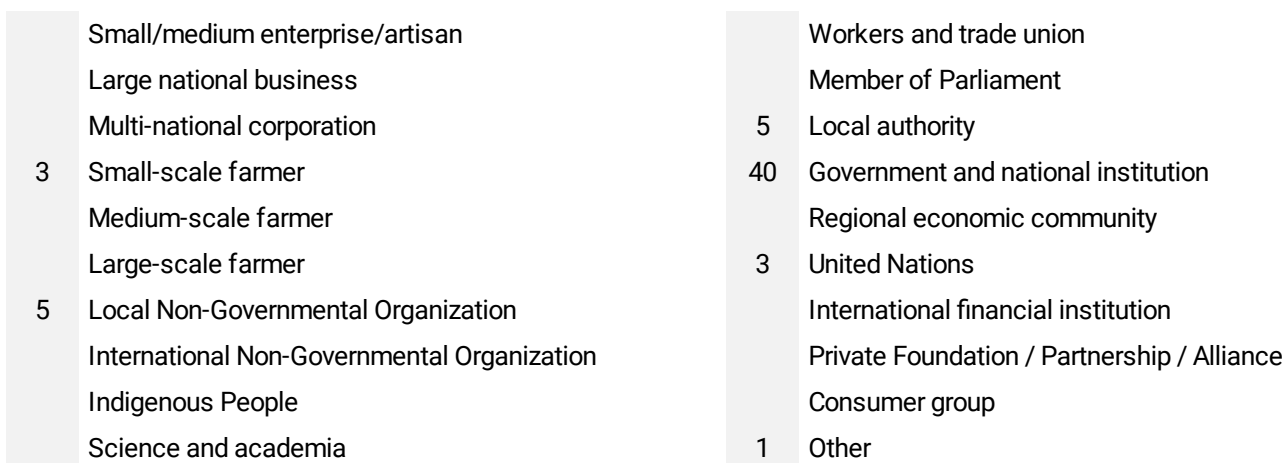 Small/medium enterprise/artisan
Large national business
Multi-national corporation
3 Small-scale farmer
Medium-scale farmer
Large-scale farmer
5 Local Non-Governmental Organization
International Non-Governmental Organization
Indigenous People
Science and academia
Workers and trade union
Member of Parliament
5 Local authority
40 Government and national institution
Regional economic community
3 United Nations
International financial institution
Private Foundation / Partnership / Alliance
Consumer group
1 Other